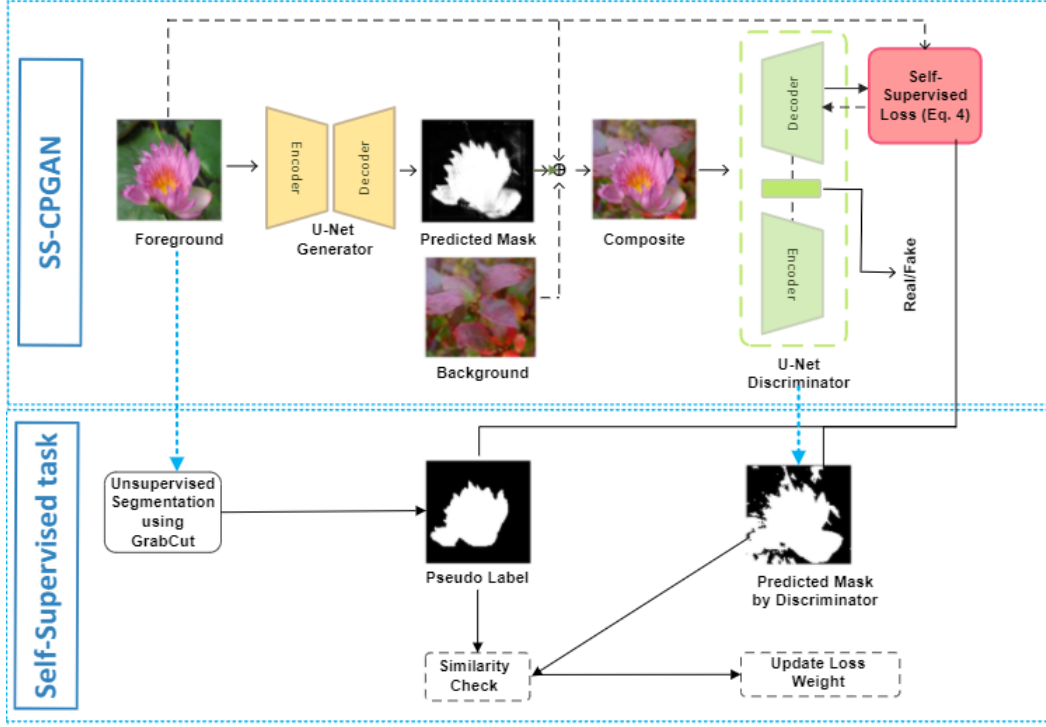 SS-CPGAN
Foreground
Encoder
Decoder
U-Net
Generator
Predicted Mask
Background
Composite
Decoder
Encoder
U-Net
Discriminator
Self-
Supervised
Loss (Eq. 4)
Real/Fake
Self-Supervised task
Unsupervised
Segmentation
using
GrabCut
Pseudo Label
Predicted Mask
by Discriminator
Similarity
Check
Update Loss
Weight